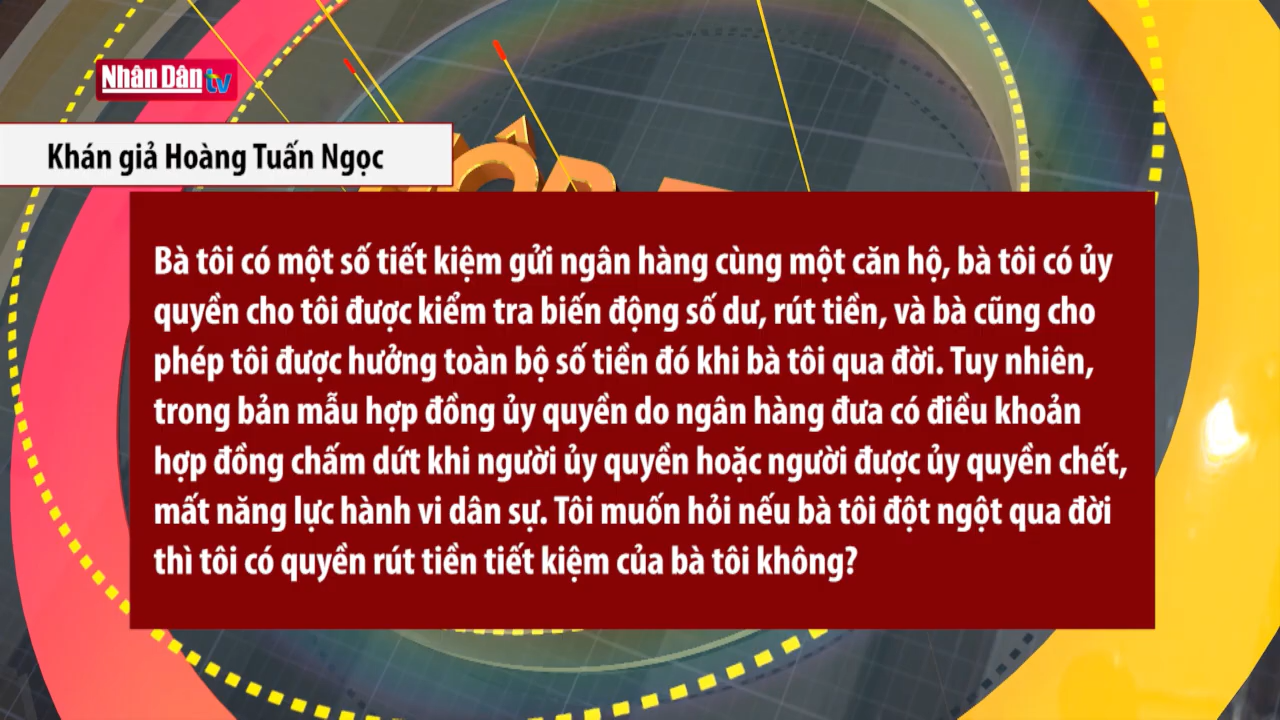 Nhân Dân tv
Khán giả Hoàng Tuấn Ngọc
Bà tôi có một số tiết kiệm gửi ngân hàng cùng một căn hộ, bà tôi có ủy
quyền cho tôi được kiểm tra biến động số dư, rút tiền, và bà cũng cho
phép tôi được hưởng toàn bộ số tiền đó khi bà tôi qua đời. Tuy nhiên,
trong bản mẫu hợp đồng ủy quyền do ngân hàng đưa có điều khoản
hợp đồng chấm dứt khi người ủy quyền hoặc người được ủy quyền chết,
mất năng lực hành vi dân sự. Tôi muốn hỏi nếu bà tôi đột ngột qua đời
thì tôi có quyền rút tiền tiết kiệm của bà tôi không?